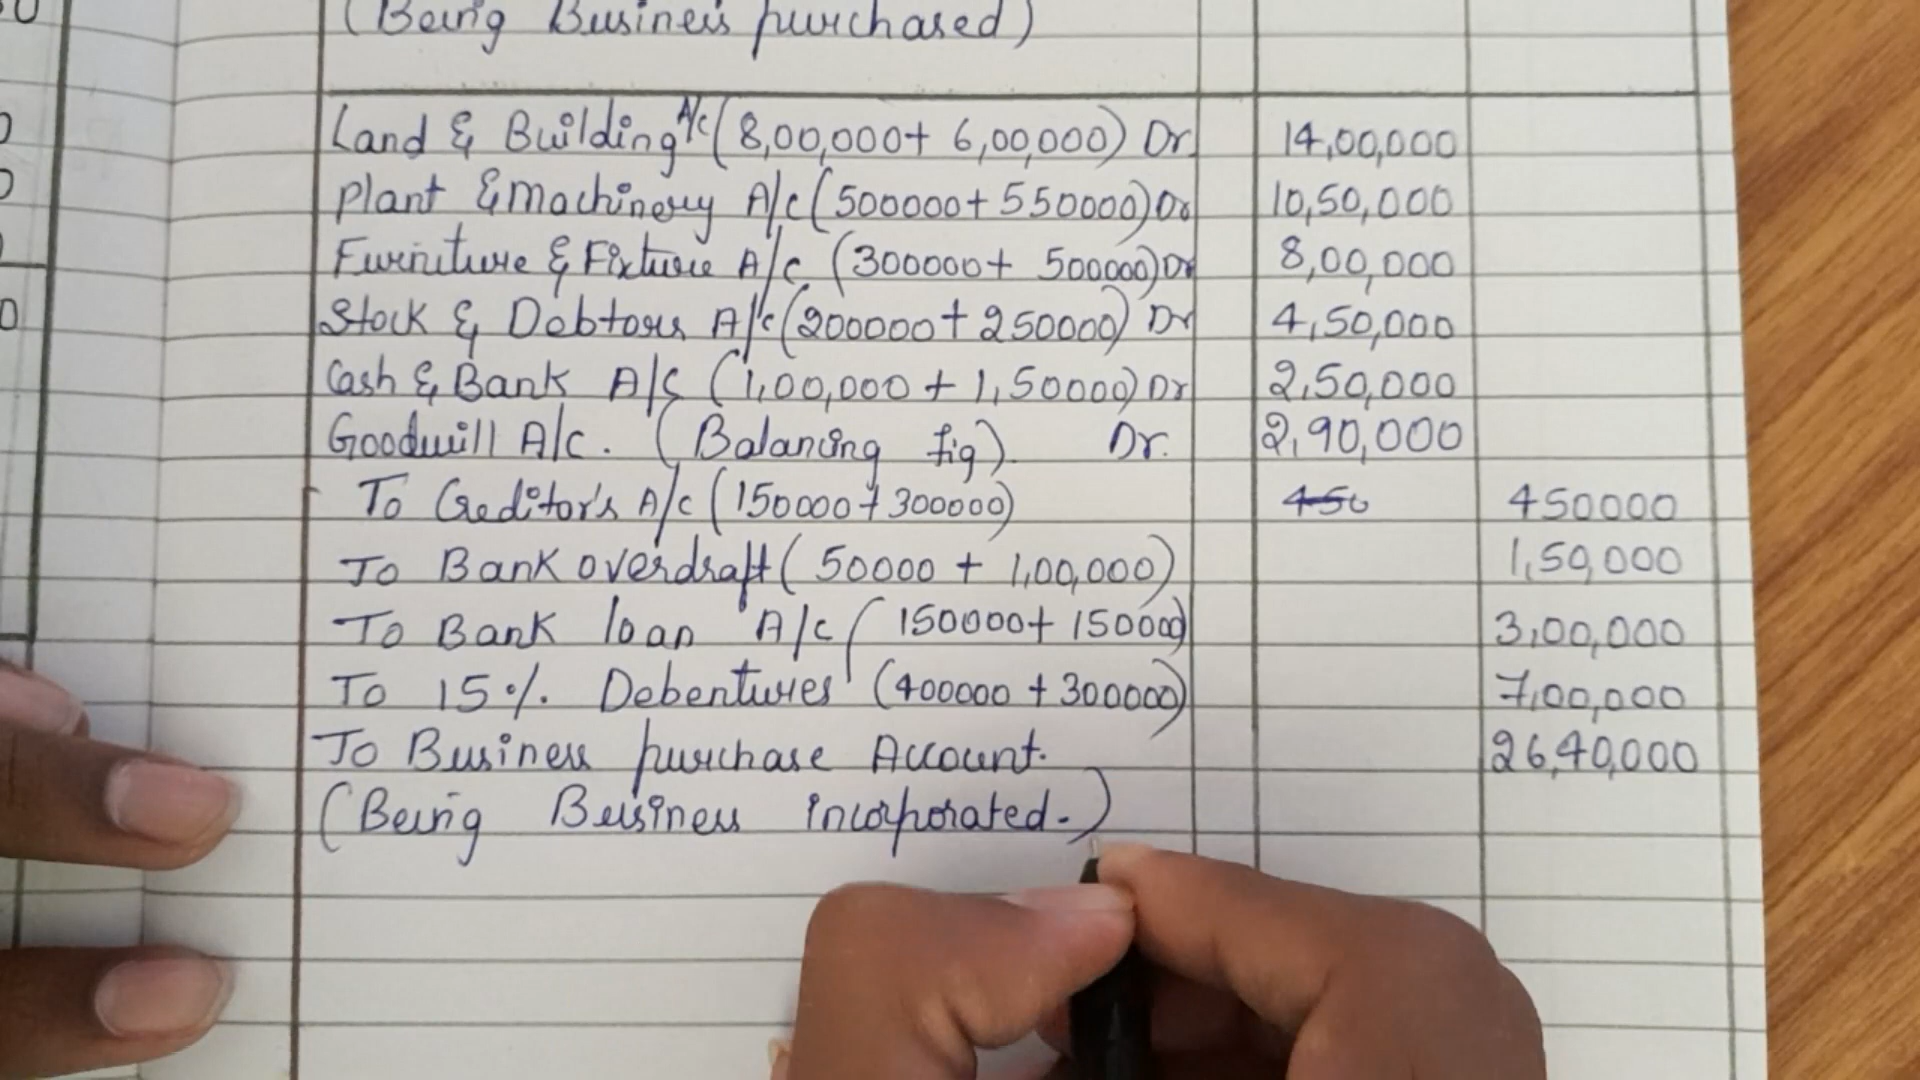 (Being Business purchased)
Land & Building A/c (8,00,000+ 6,00,000) Dr. 14,00,000
Plant & Machinery A/c (500000+ 550000) Dr 10,50,000
Furniture & Fixture A/c (300000+ 500000) Dr 8,00,000
Stock & Debtors A/c (200000+ 250000) Dr 4,50,000
Cash & Bank A/c (1,00,000 + 1,50000) Dr 2,50,000
Goodwill A/c. (Balancing fig) Dr. 2,90,000
To Creditor's A/c (150000+300000) 450 450000
To Bank overdraft (50000 + 1,00,000) 1,50,000
To Bank loan A/c (150000+ 150000) 3,00,000
To 15%. Debentures (400000 + 300000) 7,00,000
To Business purchase Account. 26,40,000
(Being Business incorporated.)